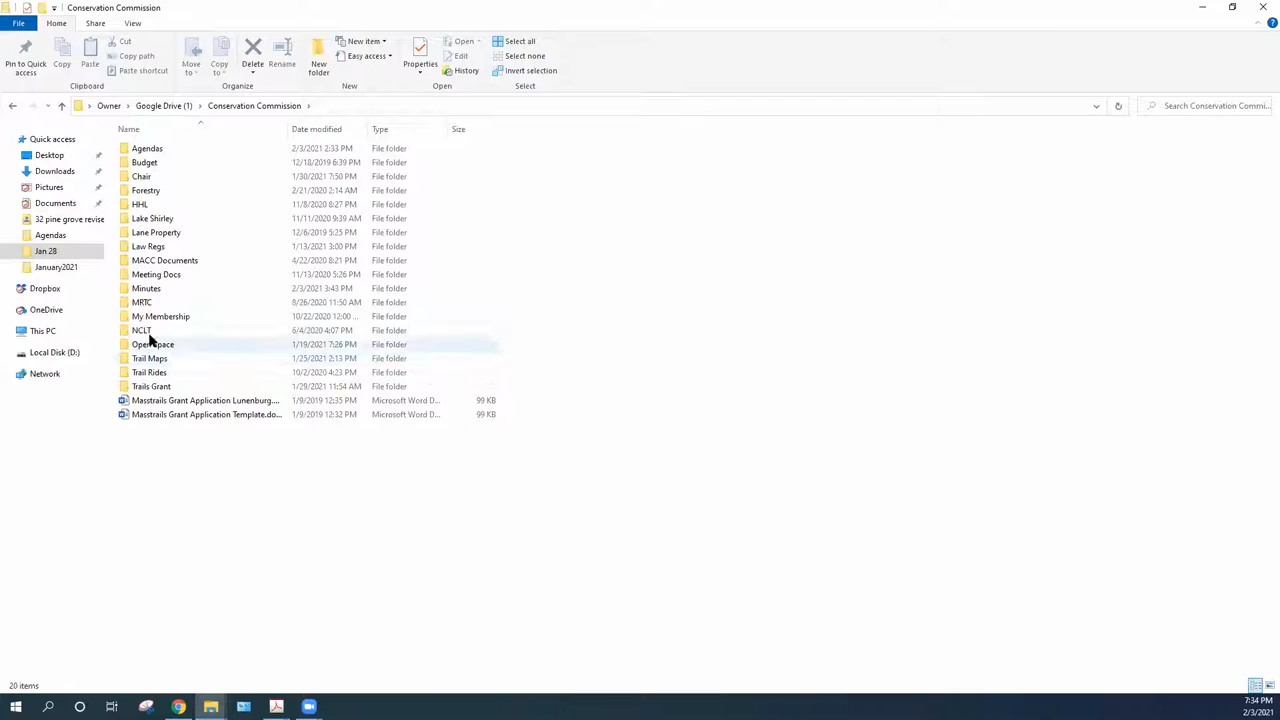 Conservation Commission
File Home Share View
Pin to Quick access Copy Paste Cut Copy path Paste shortcut Move to Copy to Delete Rename New folder New item Easy access Properties Open Edit History Select all Select none Invert selection
Clipboard Organize New Open Select
Owner Google Drive (1) Conservation Commission Search Conservation Commi...
Name Date modified Type Size
Quick access
Desktop
Downloads
Pictures
Documents
32 pine grove revise
Agendas
Jan 28
January2021
Dropbox
OneDrive
This PC
Local Disk (D:)
Network
Agendas 2/3/2021 2:33 PM File folder
Budget 12/18/2019 6:39 PM File folder
Chair 1/30/2021 7:50 PM File folder
Forestry 2/21/2020 2:14 AM File folder
HHL 11/8/2020 8:27 PM File folder
Lake Shirley 11/11/2020 9:39 AM File folder
Lane Property 12/6/2019 5:25 PM File folder
Law Regs 1/13/2021 3:00 PM File folder
MACC Documents 4/22/2020 8:21 PM File folder
Meeting Docs 11/13/2020 5:26 PM File folder
Minutes 2/3/2021 3:43 PM File folder
MRTC 8/26/2020 11:50 AM File folder
My Membership 10/22/2020 12:00 ... File folder
NCLT 6/4/2020 4:07 PM File folder
Open Space 1/19/2021 7:26 PM File folder
Trail Maps 1/25/2021 2:13 PM File folder
Trail Rides 10/2/2020 4:23 PM File folder
Trails Grant 1/29/2021 11:54 AM File folder
Masstrails Grant Application Lunenburg.... 1/9/2019 12:35 PM Microsoft Word D... 99 KB
Masstrails Grant Application Template.do... 1/9/2019 12:32 PM Microsoft Word D... 99 KB
20 items
7:34 PM
2/3/2021